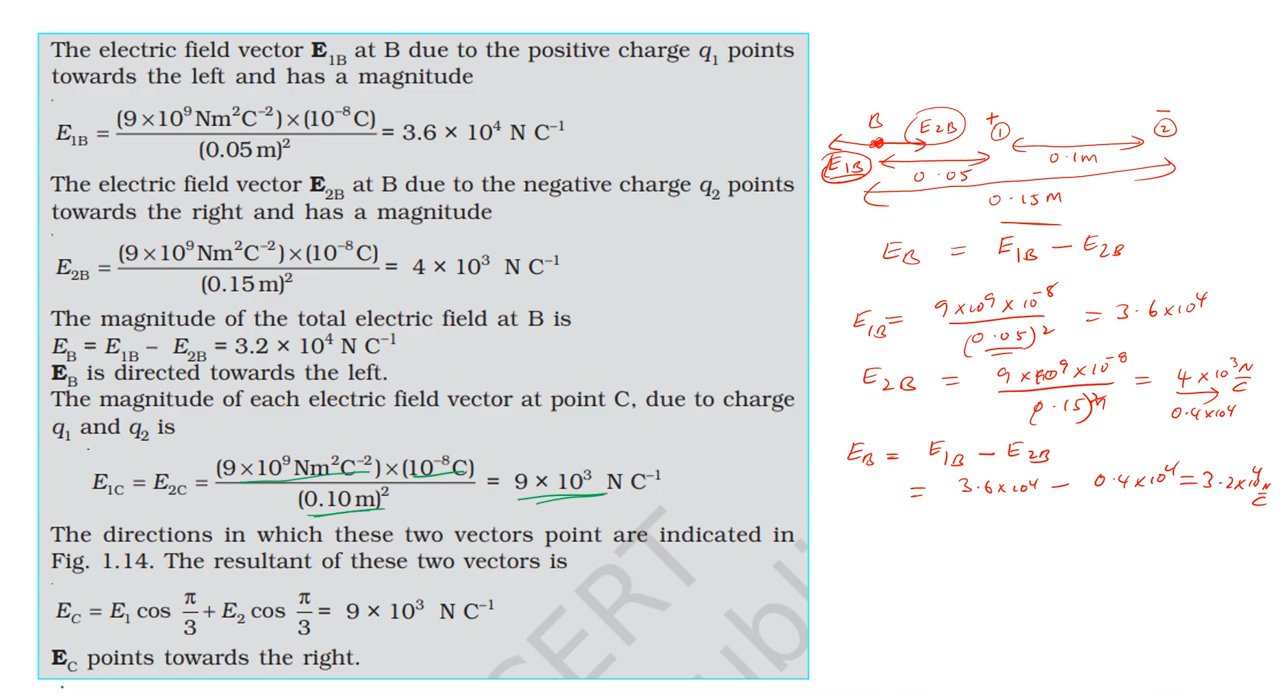 The electric field vector E₁B at B due to the positive charge q₁ points
towards the left and has a magnitude
E₁B = (9×10⁹ Nm²C⁻²)×(10⁻⁸ C) / (0.05 m)² = 3.6 × 10⁴ N C⁻¹
The electric field vector E₂B at B due to the negative charge q₂ points
towards the right and has a magnitude
E₂B = (9×10⁹ Nm²C⁻²)×(10⁻⁸ C) / (0.15 m)² = 4 × 10³ N C⁻¹
The magnitude of the total electric field at B is
E_B = E₁B – E₂B = 3.2 × 10⁴ N C⁻¹
E_B is directed towards the left.
The magnitude of each electric field vector at point C, due to charge
q₁ and q₂ is
E₁C = E₂C = (9×10⁹ Nm²C⁻²)×(10⁻⁸ C) / (0.10 m)² = 9 × 10³ N C⁻¹
The directions in which these two vectors point are indicated in
Fig. 1.14. The resultant of these two vectors is
E_C = E₁ cos π/3 + E₂ cos π/3 = 9 × 10³ N C⁻¹
E_C points towards the right.
B E2B + 1 − 2
E1B 0.05 0.1m
0.15m
E_B = E1B − E2B
E1B = 9×10⁹×10⁻⁸ / (0.05)² = 3.6×10⁴
E2B = 9×10⁹×10⁻⁸ / (0.15)² = 4×10³ N/C
0.4×10⁴
E_B = E1B − E2B
= 3.6×10⁴ − 0.4×10⁴ = 3.2×10⁴ N/C
CERT
ubli